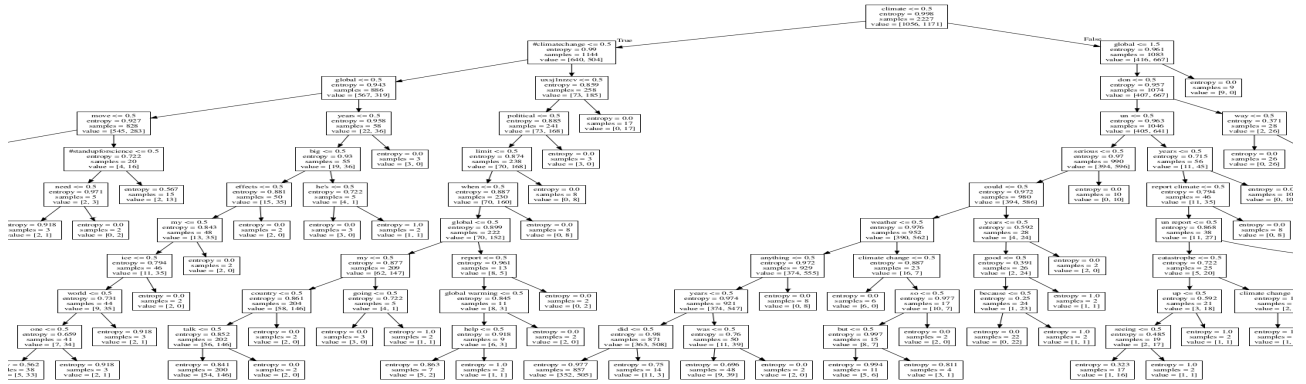 climate <= 0.5
entropy = 0.998
samples = 2227
value = [1056, 1171]
True
False
#climatechange <= 0.5
entropy = 0.99
samples = 1144
value = [640, 504]
global <= 1.5
entropy = 0.961
samples = 1083
value = [416, 667]
global <= 0.5
entropy = 0.943
samples = 886
value = [567, 319]
entropy = 0.859
samples = 258
value = [73, 185]
don <= 0.5
entropy = 0.957
samples = 1074
value = [407, 667]
entropy = 0.0
samples = 9
value = [9, 0]
move <= 0.5
entropy = 0.927
samples = 828
value = [545, 283]
years <= 0.5
entropy = 0.958
samples = 58
value = [22, 36]
political <= 0.5
entropy = 0.885
samples = 241
value = [73, 168]
entropy = 0.0
samples = 17
value = [0, 17]
un <= 0.5
entropy = 0.963
samples = 1046
value = [405, 641]
way <= 0.5
entropy = 0.371
samples = 28
value = [2, 26]
#standupforscience <= 0.5
entropy = 0.722
samples = 20
value = [4, 16]
big <= 0.5
entropy = 0.93
samples = 55
value = [19, 36]
entropy = 0.0
samples = 3
value = [3, 0]
limit <= 0.5
entropy = 0.874
samples = 238
value = [70, 168]
entropy = 0.0
samples = 3
value = [3, 0]
serious <= 0.5
entropy = 0.97
samples = 990
value = [394, 596]
years <= 0.5
entropy = 0.715
samples = 56
value = [11, 45]
entropy = 0.0
samples = 26
value = [0, 26]
need <= 0.5
entropy = 0.971
samples = 5
value = [2, 3]
entropy = 0.567
samples = 15
value = [2, 13]
effects <= 0.5
entropy = 0.881
samples = 50
value = [15, 35]
he's <= 0.5
entropy = 0.722
samples = 5
value = [4, 1]
when <= 0.5
entropy = 0.887
samples = 230
value = [70, 160]
entropy = 0.0
samples = 8
value = [0, 8]
could <= 0.5
entropy = 0.972
samples = 980
value = [394, 586]
entropy = 0.0
samples = 10
value = [0, 10]
report climate <= 0.5
entropy = 0.794
samples = 46
value = [11, 35]
entropy = 0.918
samples = 3
value = [2, 1]
entropy = 0.0
samples = 2
value = [0, 2]
my <= 0.5
entropy = 0.843
samples = 48
value = [13, 35]
entropy = 0.0
samples = 2
value = [2, 0]
entropy = 0.0
samples = 3
value = [3, 0]
entropy = 1.0
samples = 2
value = [1, 1]
global <= 0.5
entropy = 0.899
samples = 222
value = [70, 152]
entropy = 0.0
samples = 8
value = [0, 8]
weather <= 0.5
entropy = 0.976
samples = 952
value = [390, 562]
years <= 0.5
entropy = 0.592
samples = 28
value = [4, 24]
un report <= 0.5
entropy = 0.868
samples = 38
value = [11, 27]
entropy = 0.0
samples = 8
value = [0, 8]
ice <= 0.5
entropy = 0.794
samples = 46
value = [11, 35]
entropy = 0.0
samples = 2
value = [2, 0]
my <= 0.5
entropy = 0.877
samples = 209
value = [62, 147]
report <= 0.5
entropy = 0.961
samples = 13
value = [8, 5]
anything <= 0.5
entropy = 0.972
samples = 929
value = [374, 555]
climate change <= 0.5
entropy = 0.887
samples = 23
value = [16, 7]
good <= 0.5
entropy = 0.391
samples = 26
value = [2, 24]
entropy = 0.0
samples = 2
value = [2, 0]
catastrophe <= 0.5
entropy = 0.722
samples = 25
value = [5, 20]
world <= 0.5
entropy = 0.731
samples = 44
value = [9, 35]
entropy = 0.0
samples = 2
value = [2, 0]
country <= 0.5
entropy = 0.861
samples = 204
value = [58, 146]
going <= 0.5
entropy = 0.722
samples = 5
value = [4, 1]
global warming <= 0.5
entropy = 0.845
samples = 11
value = [8, 3]
entropy = 0.0
samples = 2
value = [0, 2]
years <= 0.5
entropy = 0.974
samples = 921
value = [374, 547]
entropy = 0.0
samples = 8
value = [0, 8]
entropy = 0.0
samples = 6
value = [6, 0]
so <= 0.5
entropy = 0.977
samples = 17
value = [10, 7]
because <= 0.5
entropy = 0.25
samples = 24
value = [1, 23]
entropy = 1.0
samples = 2
value = [1, 1]
up <= 0.5
entropy = 0.592
samples = 21
value = [3, 18]
climate change
one <= 0.5
entropy = 0.659
samples = 41
value = [7, 34]
entropy = 0.918
samples = 3
value = [2, 1]
talk <= 0.5
entropy = 0.852
samples = 202
value = [56, 146]
entropy = 0.0
samples = 2
value = [2, 0]
entropy = 0.0
samples = 3
value = [3, 0]
entropy = 1.0
samples = 2
value = [1, 1]
help <= 0.5
entropy = 0.918
samples = 9
value = [6, 3]
entropy = 0.0
samples = 2
value = [2, 0]
did <= 0.5
entropy = 0.98
samples = 871
value = [363, 508]
was <= 0.5
entropy = 0.76
samples = 50
value = [11, 39]
but <= 0.5
entropy = 0.997
samples = 15
value = [8, 7]
entropy = 0.0
samples = 2
value = [2, 0]
entropy = 0.0
samples = 22
value = [0, 22]
entropy = 1.0
samples = 2
value = [1, 1]
seeing <= 0.5
entropy = 0.485
samples = 19
value = [2, 17]
entropy = 1.0
samples = 2
value = [1, 1]
= 0.562
samples = 38
= [5, 33]
entropy = 0.918
samples = 3
value = [2, 1]
entropy = 0.841
samples = 200
value = [54, 146]
entropy = 0.0
samples = 2
value = [2, 0]
entropy = 0.863
samples = 7
value = [5, 2]
entropy = 1.0
samples = 2
value = [1, 1]
entropy = 0.977
samples = 857
value = [352, 505]
entropy = 0.75
samples = 14
value = [11, 3]
entropy = 0.696
samples = 48
value = [9, 39]
entropy = 0.0
samples = 2
value = [2, 0]
entropy = 0.994
samples = 11
value = [5, 6]
entropy = 0.811
samples = 4
value = [3, 1]
entropy = 0.323
samples = 17
value = [1, 16]
entropy = 1.0
samples = 2
value = [1, 1]